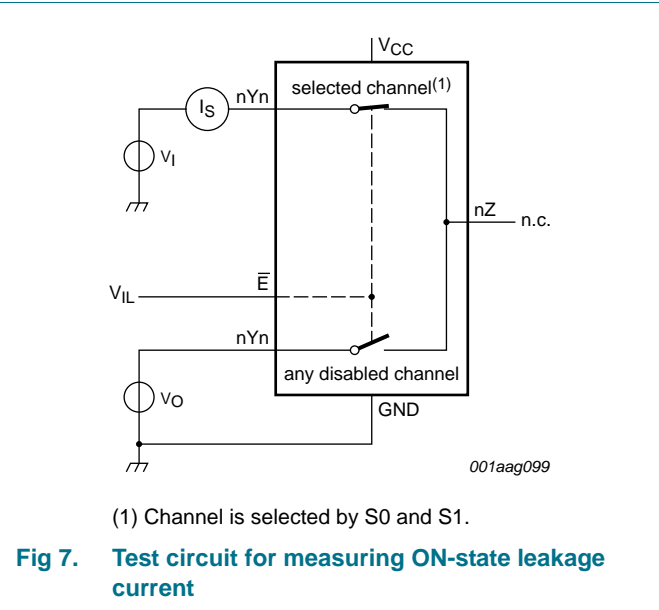 VCC
selected channel(1)
nYn
IS
VI
nZ
n.c.
E̅
VIL
nYn
any disabled channel
VO
GND
001aag099
(1) Channel is selected by S0 and S1.
Fig 7. Test circuit for measuring ON-state leakage
current